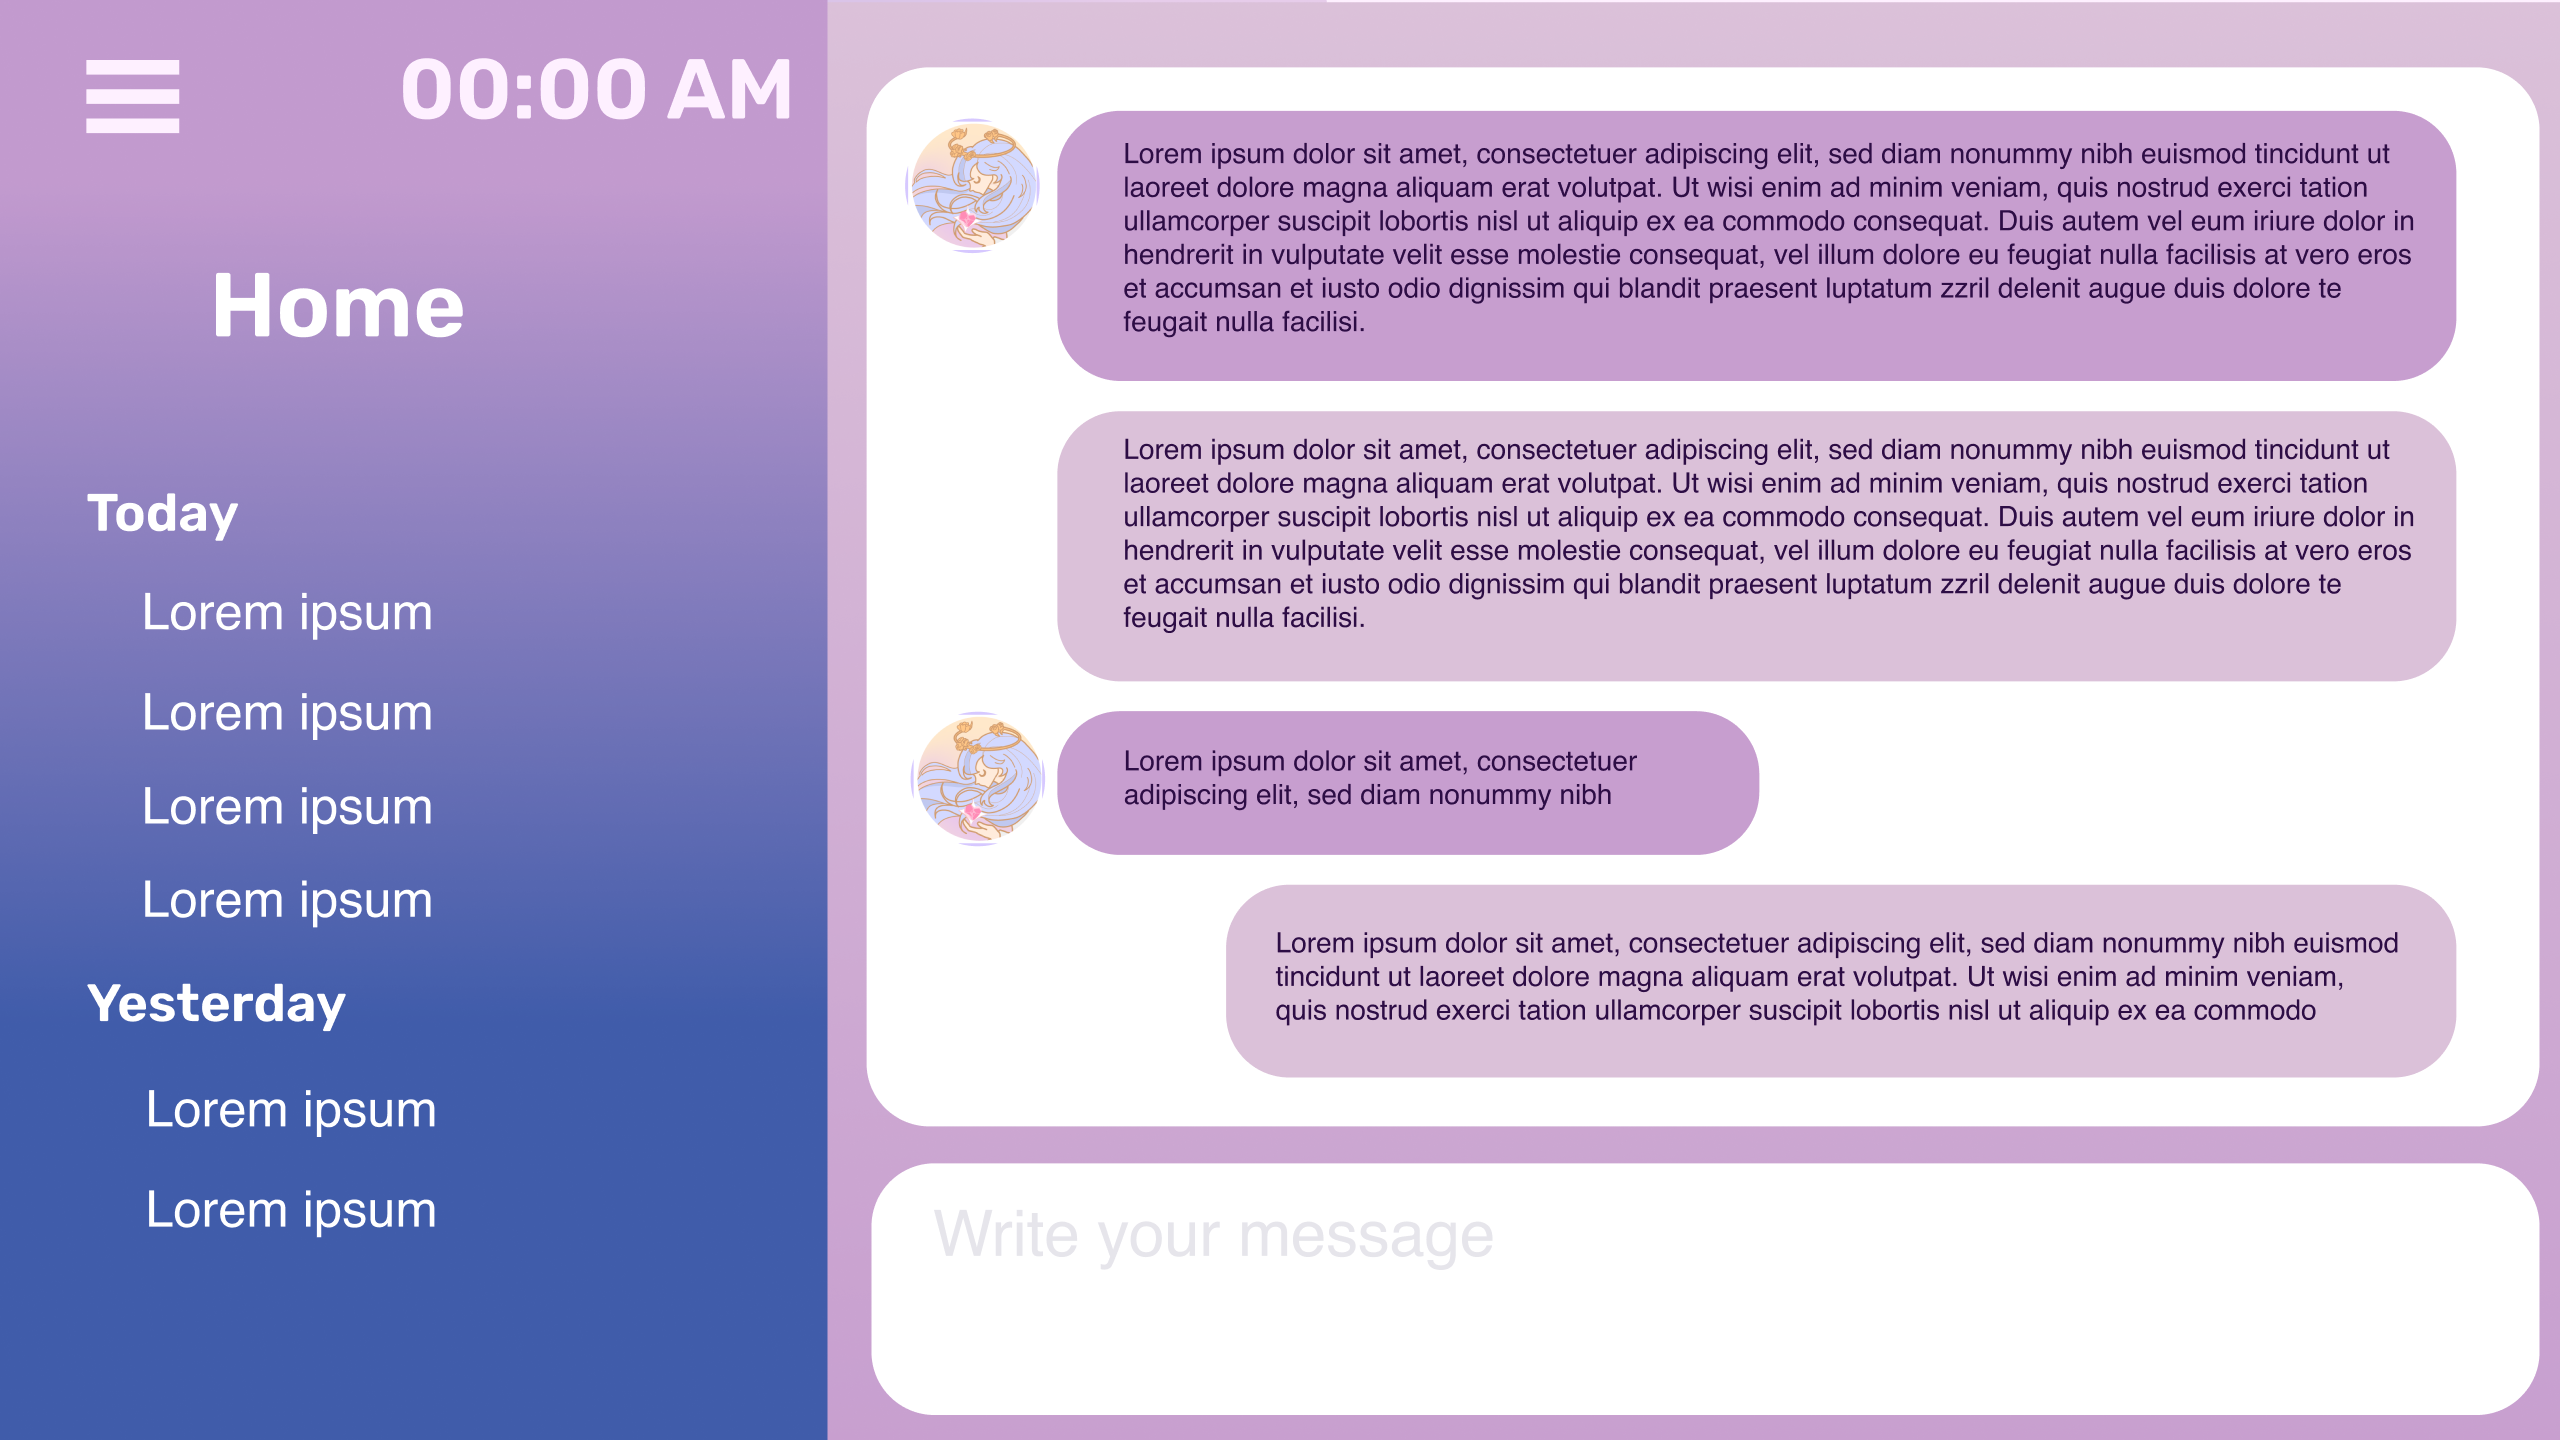 00:00 AM
Home
Today
Lorem ipsum
Lorem ipsum
Lorem ipsum
Lorem ipsum
Yesterday
Lorem ipsum
Lorem ipsum
Lorem ipsum dolor sit amet, consectetuer adipiscing elit, sed diam nonummy nibh euismod tincidunt ut
laoreet dolore magna aliquam erat volutpat. Ut wisi enim ad minim veniam, quis nostrud exerci tation
ullamcorper suscipit lobortis nisl ut aliquip ex ea commodo consequat. Duis autem vel eum iriure dolor in
hendrerit in vulputate velit esse molestie consequat, vel illum dolore eu feugiat nulla facilisis at vero eros
et accumsan et iusto odio dignissim qui blandit praesent luptatum zzril delenit augue duis dolore te
feugait nulla facilisi.
Lorem ipsum dolor sit amet, consectetuer adipiscing elit, sed diam nonummy nibh euismod tincidunt ut
laoreet dolore magna aliquam erat volutpat. Ut wisi enim ad minim veniam, quis nostrud exerci tation
ullamcorper suscipit lobortis nisl ut aliquip ex ea commodo consequat. Duis autem vel eum iriure dolor in
hendrerit in vulputate velit esse molestie consequat, vel illum dolore eu feugiat nulla facilisis at vero eros
et accumsan et iusto odio dignissim qui blandit praesent luptatum zzril delenit augue duis dolore te
feugait nulla facilisi.
Lorem ipsum dolor sit amet, consectetuer
adipiscing elit, sed diam nonummy nibh
Lorem ipsum dolor sit amet, consectetuer adipiscing elit, sed diam nonummy nibh euismod
tincidunt ut laoreet dolore magna aliquam erat volutpat. Ut wisi enim ad minim veniam,
quis nostrud exerci tation ullamcorper suscipit lobortis nisl ut aliquip ex ea commodo
Write your message